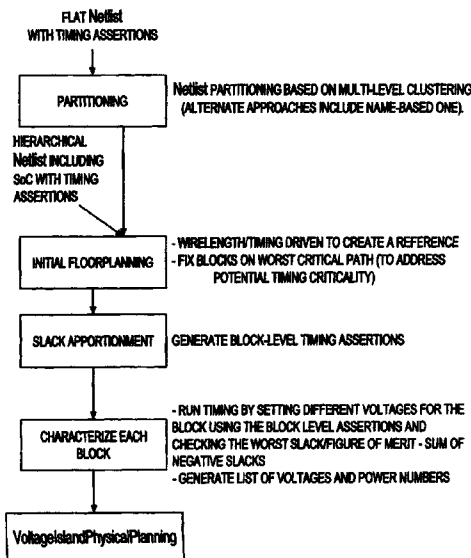 FLAT Netlist
WITH TIMING ASSERTIONS
PARTITIONING
Netlist PARTITIONING BASED ON MULTI-LEVEL CLUSTERING
(ALTERNATE APPROACHES INCLUDE NAME-BASED ONE).
HIERARCHICAL
Netlist INCLUDING
SoC WITH TIMING
ASSERTIONS
INITIAL FLOORPLANNING
- WIRELENGTH/TIMING DRIVEN TO CREATE A REFERENCE
- FIX BLOCKS ON WORST CRITICAL PATH (TO ADDRESS
POTENTIAL TIMING CRITICALITY)
SLACK APPORTIONMENT
GENERATE BLOCK-LEVEL TIMING ASSERTIONS
CHARACTERIZE EACH
BLOCK
- RUN TIMING BY SETTING DIFFERENT VOLTAGES FOR THE
BLOCK USING THE BLOCK LEVEL ASSERTIONS AND
CHECKING THE WORST SLACK/FIGURE OF MERIT - SUM OF
NEGATIVE SLACKS
- GENERATE LIST OF VOLTAGES AND POWER NUMBERS
VoltageIslandPhysicalPlanning